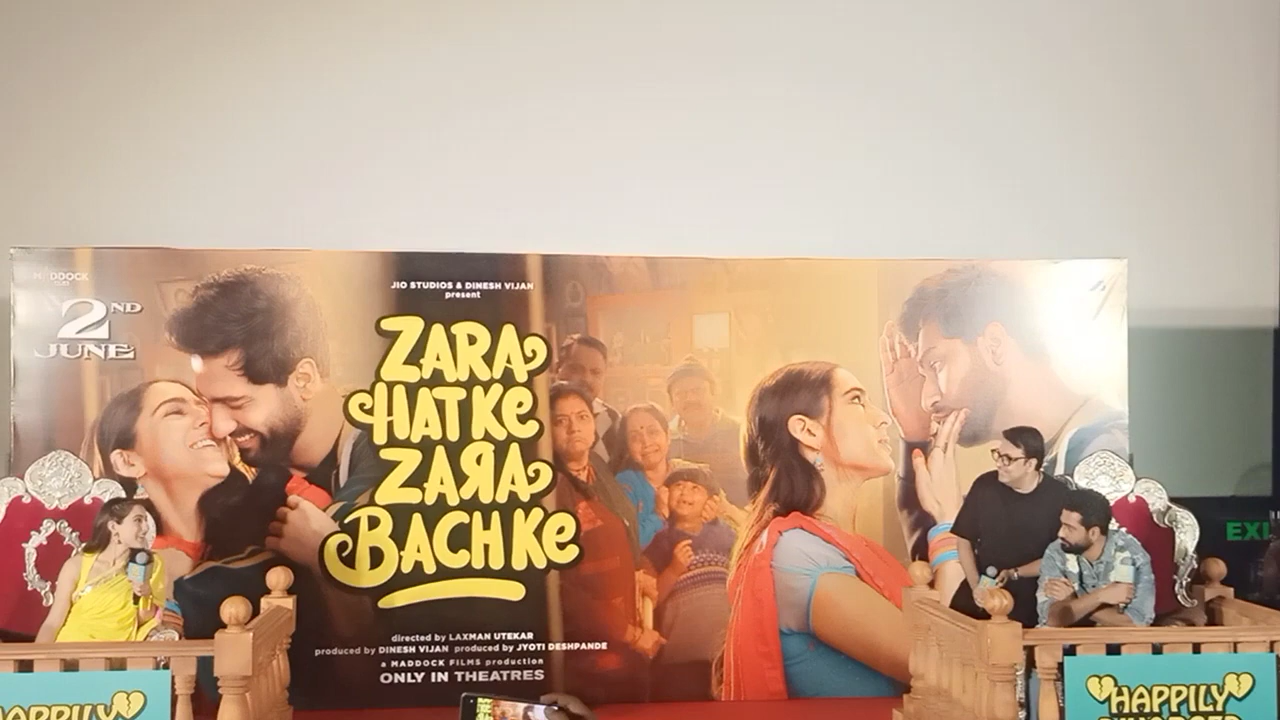 MADDOCK
2ND
JUNE
JIO STUDIOS & DINESH VIJAN
present
ZARA
HATKE
ZARA
BACHKE
directed by LAXMAN UTEKAR
produced by DINESH VIJAN produced by JYOTI DESHPANDE
a MADDOCK FILMS production
ONLY IN THEATRES
EXI
HAPPILY
HAPPILY